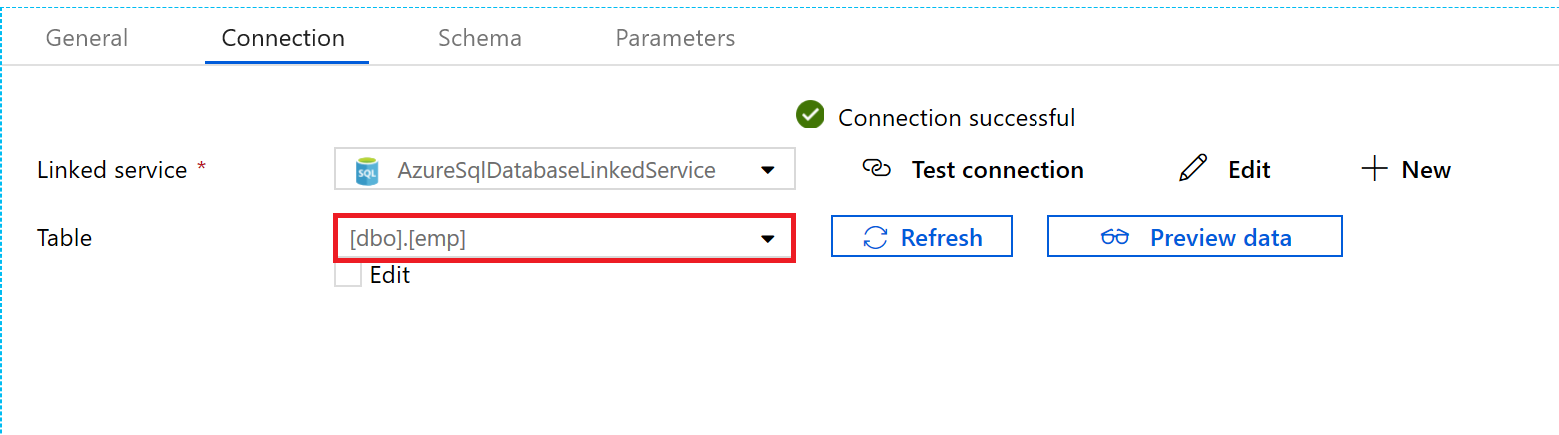 General Connection Schema Parameters
Connection successful
Linked service * SQL AzureSqlDatabaseLinkedService Test connection Edit New
Table [dbo].[emp] Refresh Preview data
Edit